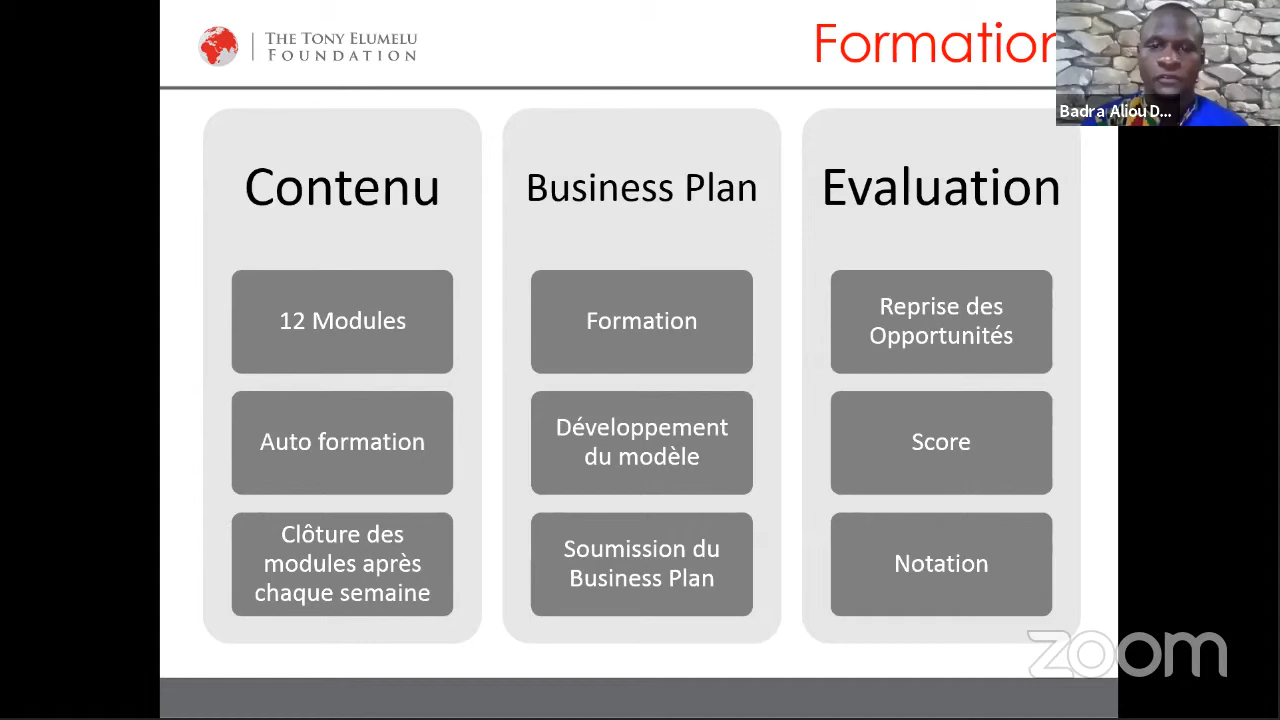 THE TONY ELUMELU
FOUNDATION
Formation
Badra Aliou D...
Contenu
12 Modules
Auto formation
Clôture des
modules après
chaque semaine
Business Plan
Formation
Développement
du modèle
Soumission du
Business Plan
Evaluation
Reprise des
Opportunités
Score
Notation
zoom